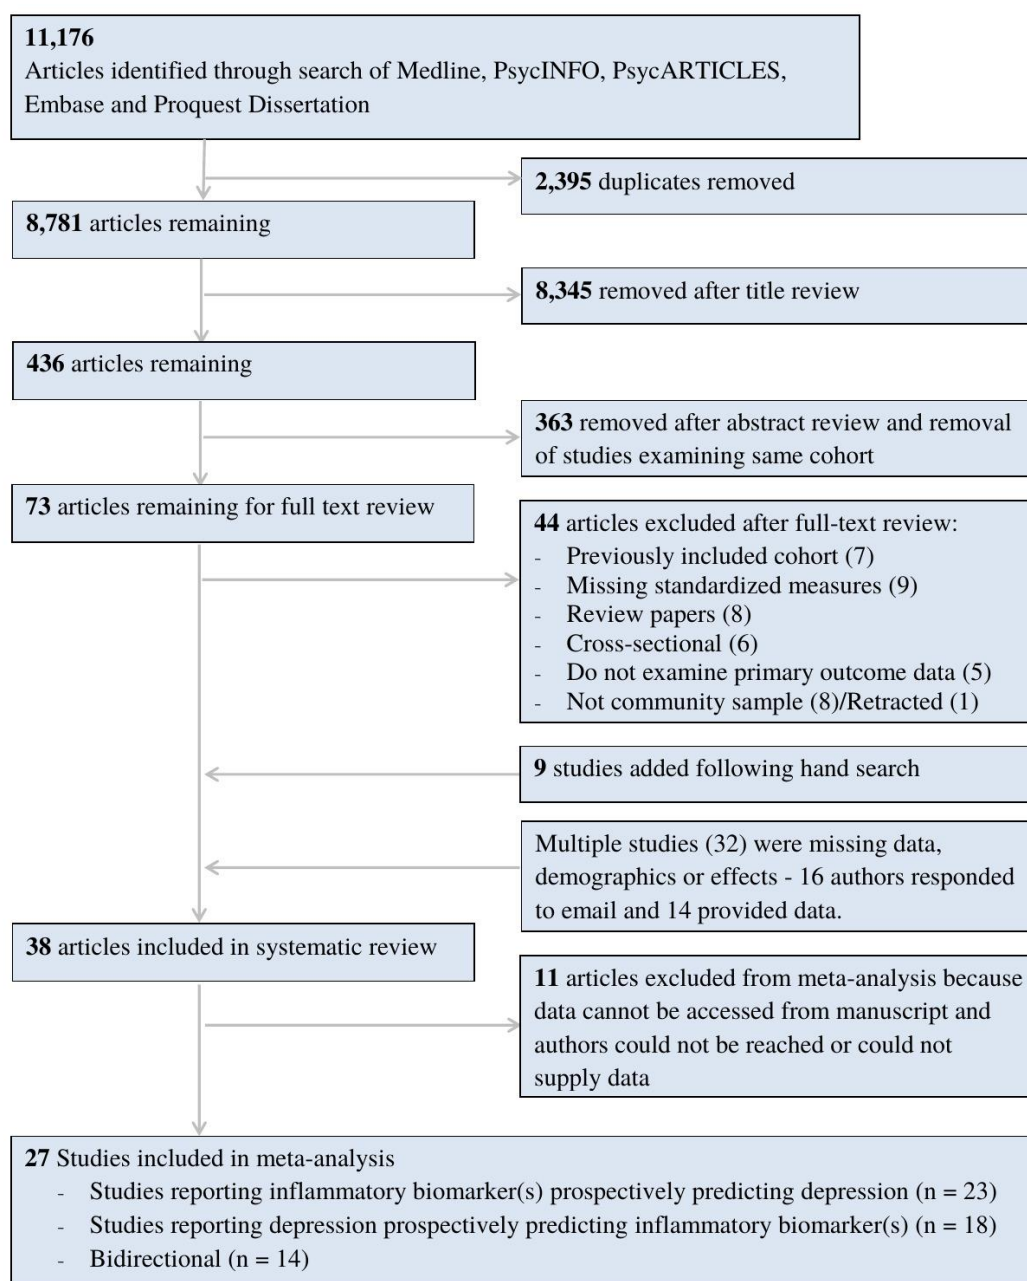 11,176
Articles identified through search of Medline, PsycINFO, PsycARTICLES,
Embase and Proquest Dissertation
2,395 duplicates removed
8,781 articles remaining
8,345 removed after title review
436 articles remaining
363 removed after abstract review and removal
of studies examining same cohort
73 articles remaining for full text review
44 articles excluded after full-text review:
- Previously included cohort (7)
- Missing standardized measures (9)
- Review papers (8)
- Cross-sectional (6)
- Do not examine primary outcome data (5)
- Not community sample (8)/Retracted (1)
9 studies added following hand search
Multiple studies (32) were missing data,
demographics or effects - 16 authors responded
to email and 14 provided data.
38 articles included in systematic review
11 articles excluded from meta-analysis because
data cannot be accessed from manuscript and
authors could not be reached or could not
supply data
27 Studies included in meta-analysis
- Studies reporting inflammatory biomarker(s) prospectively predicting depression (n = 23)
- Studies reporting depression prospectively predicting inflammatory biomarker(s) (n = 18)
- Bidirectional (n = 14)